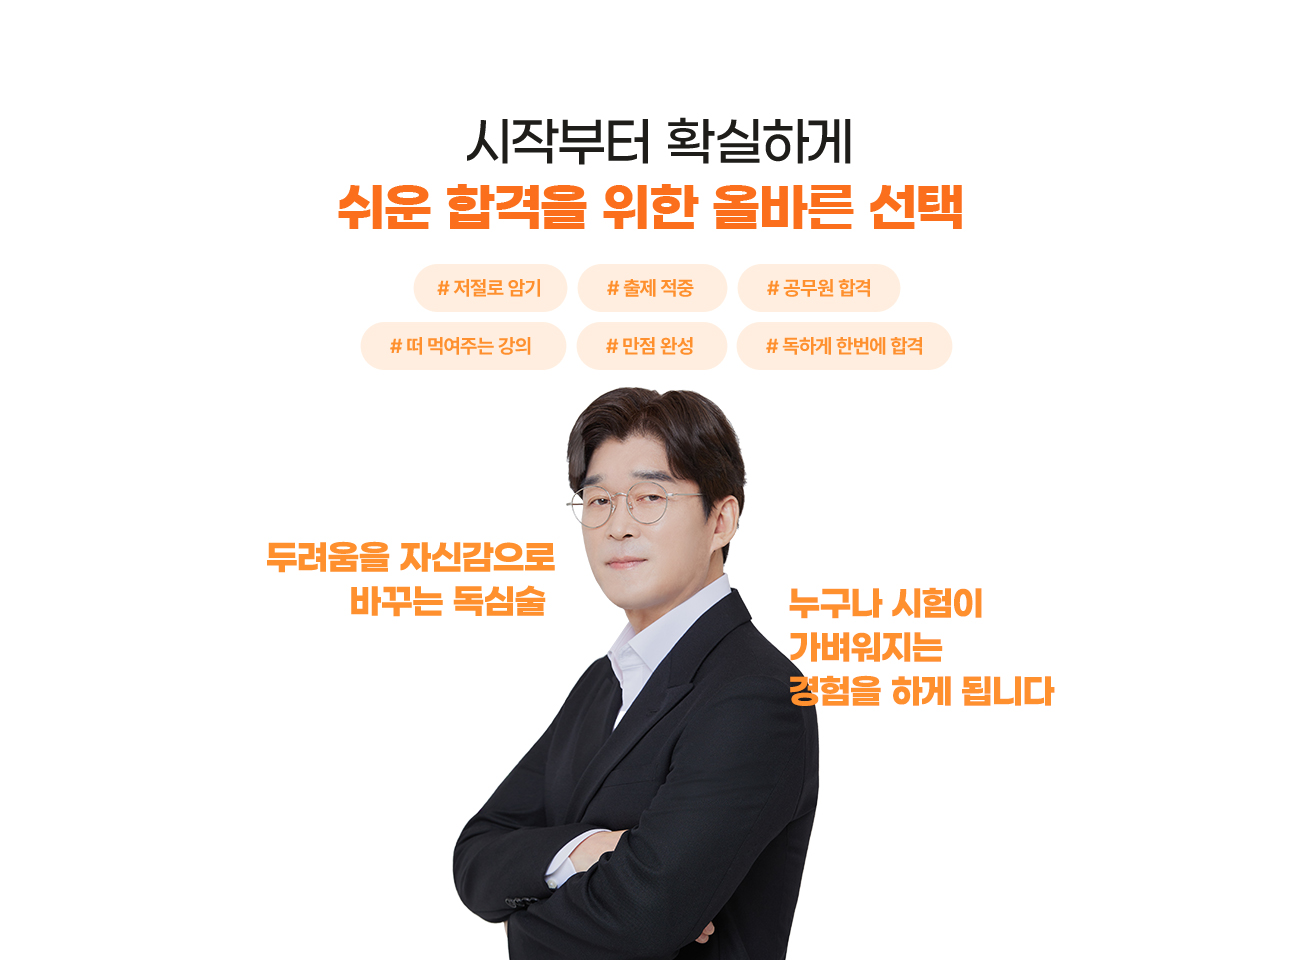 시작부터 확실하게
쉬운 합격을 위한 올바른 선택
# 저절로 암기
# 출제 적중
# 공무원 합격
# 떠 먹여주는 강의
# 만점 완성
# 독하게 한번에 합격
두려움을 자신감으로
바꾸는 독심술
누구나 시험이
가벼워지는
경험을 하게 됩니다